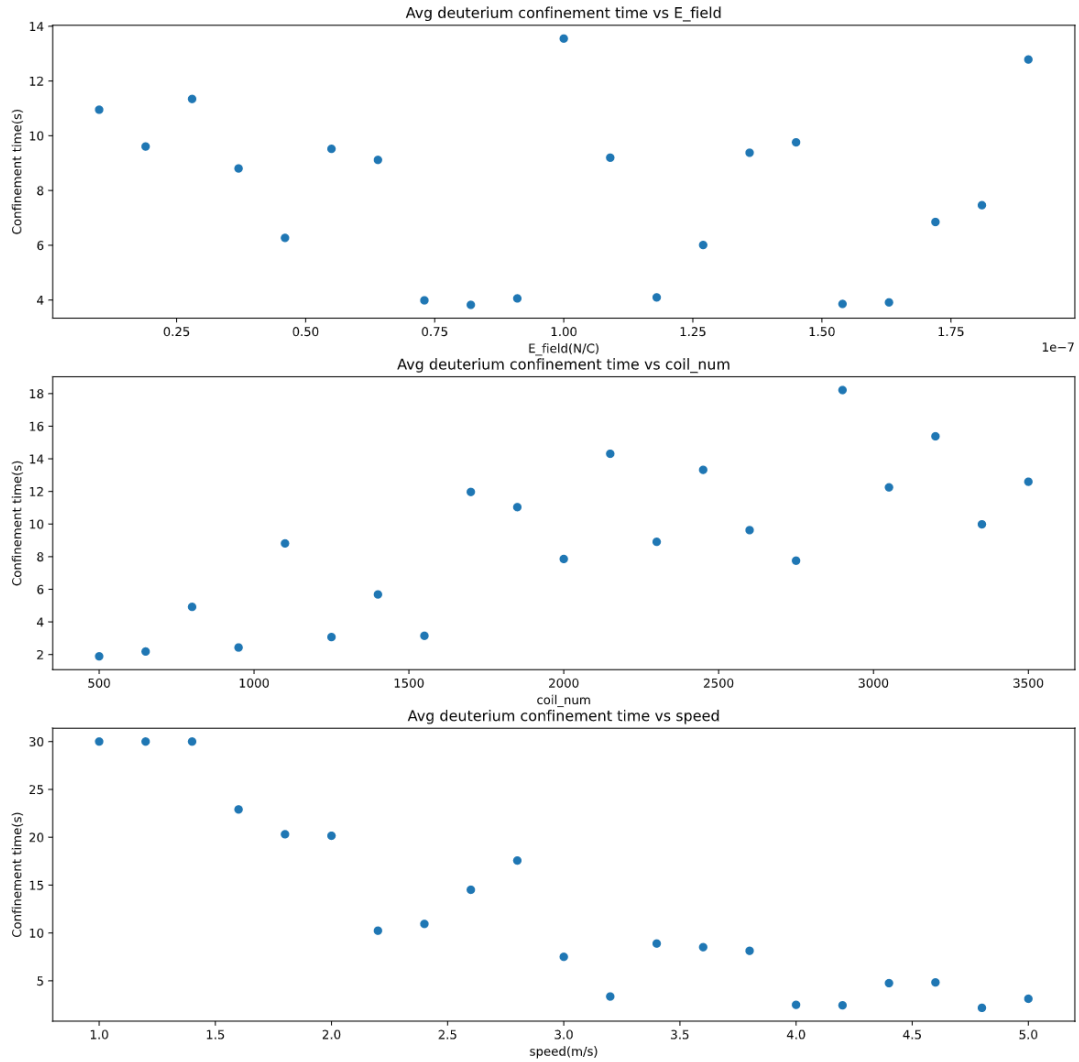 Avg deuterium confinement time vs E_field
14
12
10
8
6
4
Confinement time(s)
0.25 0.50 0.75 1.00 1.25 1.50 1.75
E_field(N/C)
1e−7
Avg deuterium confinement time vs coil_num
18
16
14
12
10
8
6
4
2
Confinement time(s)
500 1000 1500 2000 2500 3000 3500
coil_num
Avg deuterium confinement time vs speed
30
25
20
15
10
5
Confinement time(s)
1.0 1.5 2.0 2.5 3.0 3.5 4.0 4.5 5.0
speed(m/s)